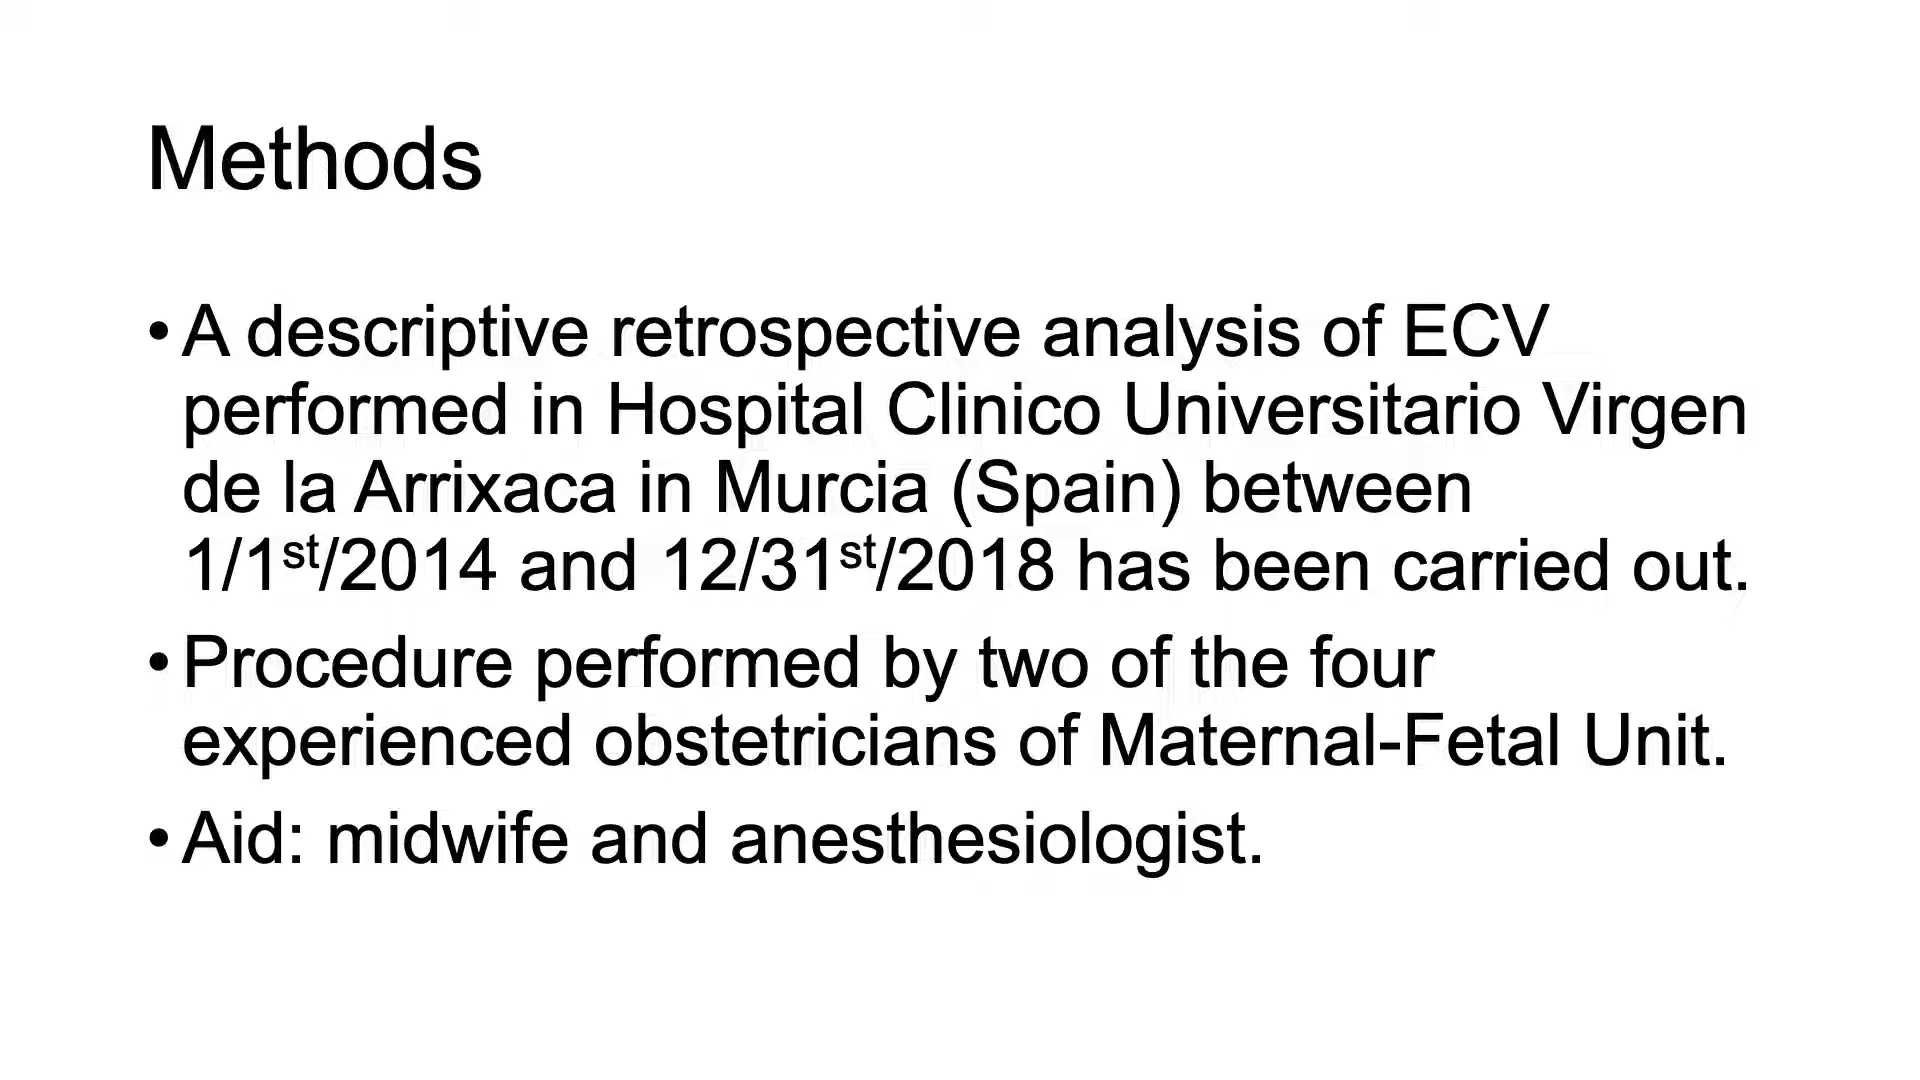 Methods
• A descriptive retrospective analysis of ECV
performed in Hospital Clinico Universitario Virgen
de la Arrixaca in Murcia (Spain) between
1/1st/2014 and 12/31st/2018 has been carried out.
• Procedure performed by two of the four
experienced obstetricians of Maternal-Fetal Unit.
• Aid: midwife and anesthesiologist.